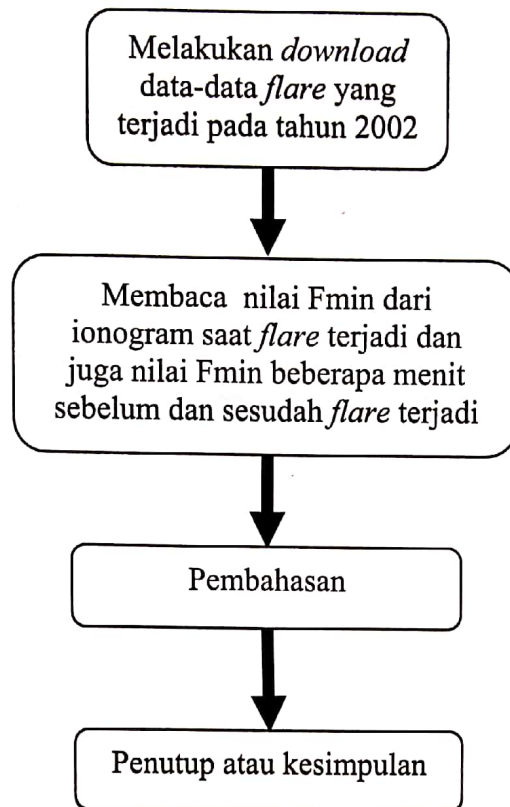 Melakukan download
data-data flare yang
terjadi pada tahun 2002
Membaca nilai Fmin dari
ionogram saat flare terjadi dan
juga nilai Fmin beberapa menit
sebelum dan sesudah flare terjadi
Pembahasan
Penutup atau kesimpulan